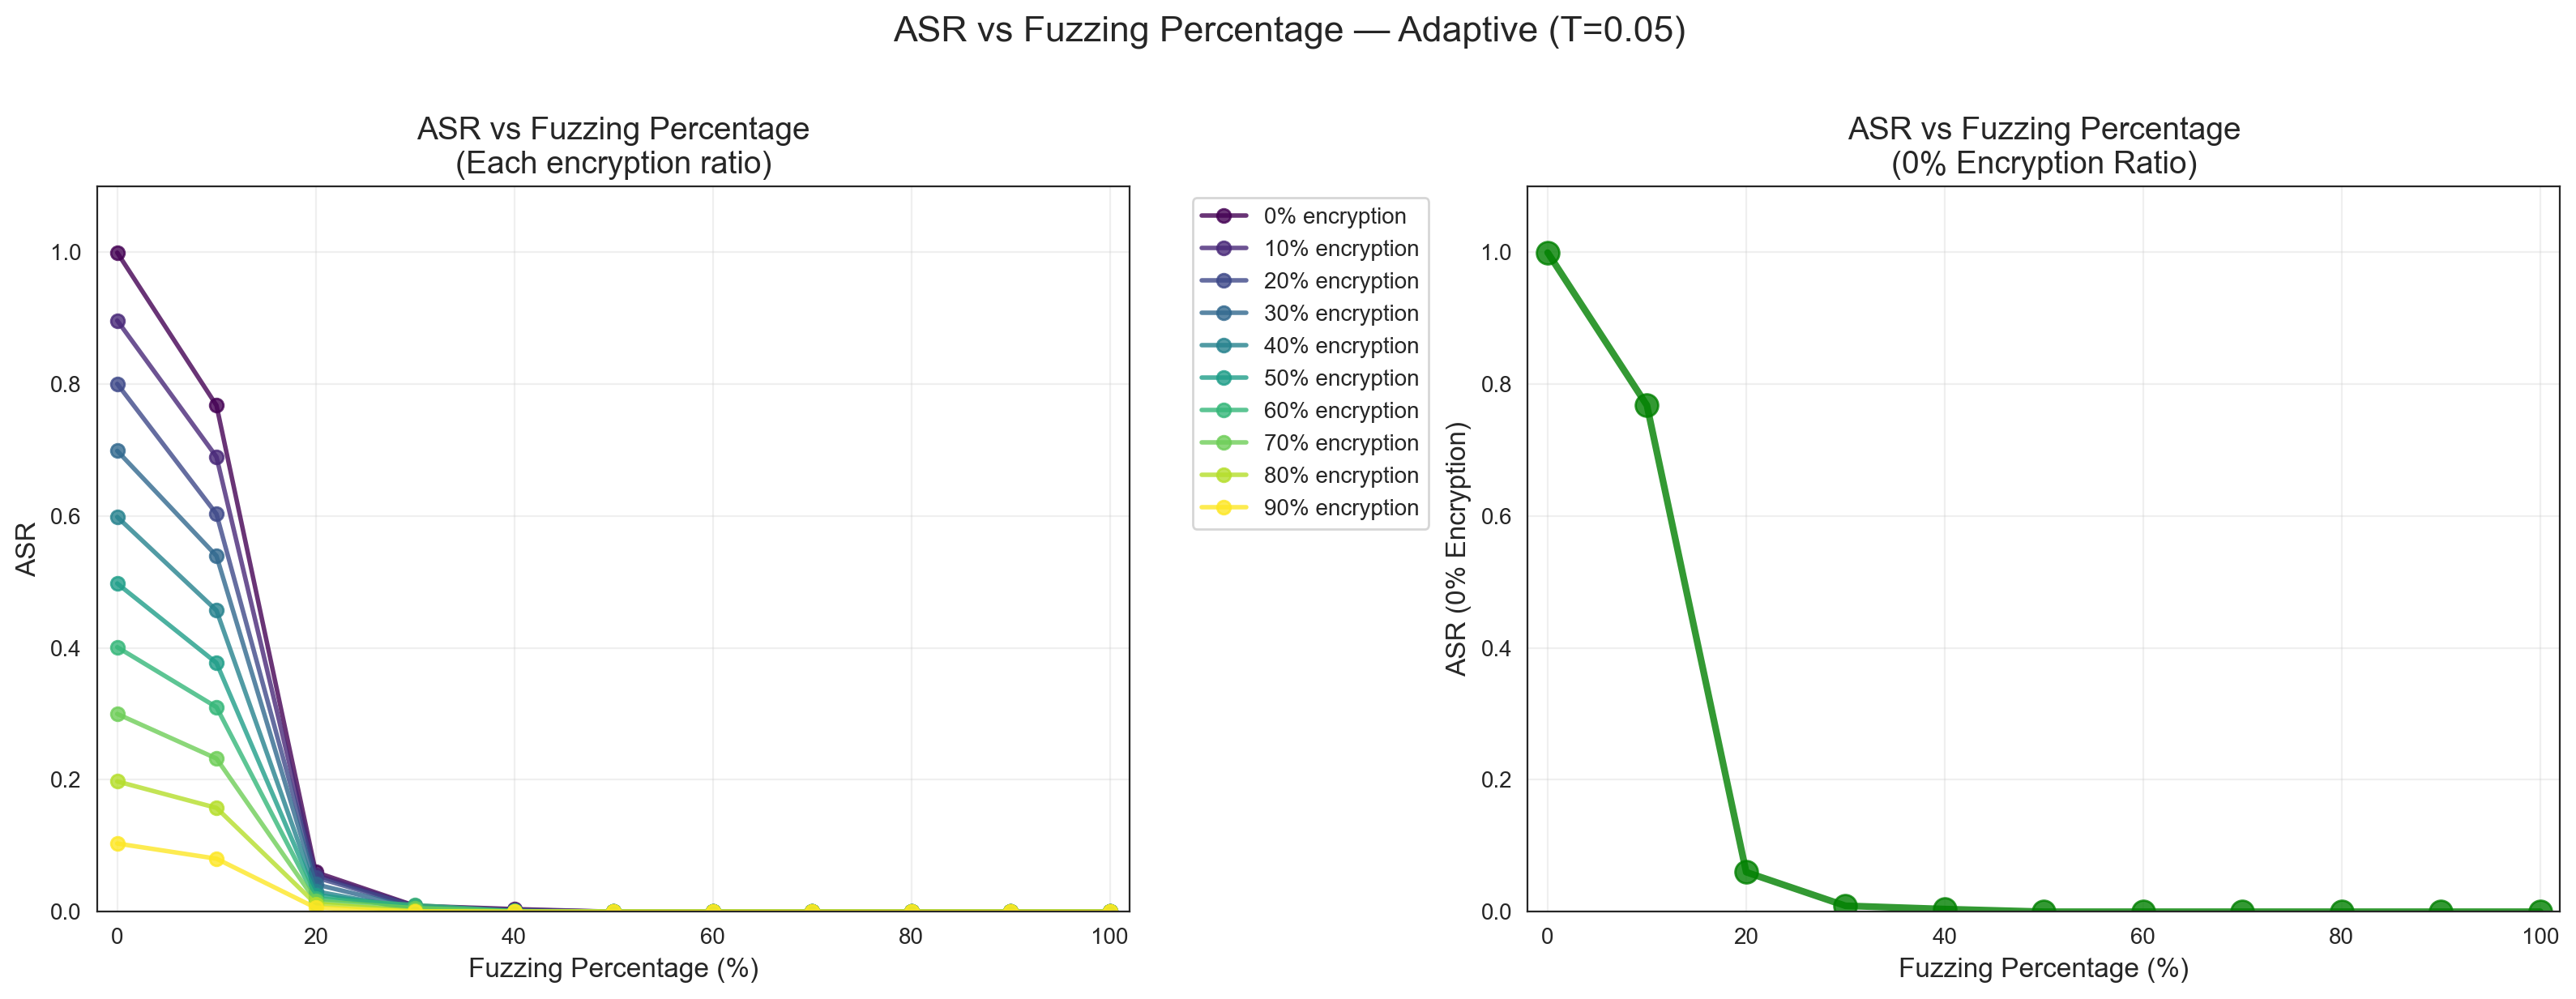 ASR vs Fuzzing Percentage — Adaptive (T=0.05)
ASR vs Fuzzing Percentage
(Each encryption ratio)
1.0
0.8
0.6
0.4
0.2
0.0
ASR
0
20
40
60
80
100
Fuzzing Percentage (%)
0% encryption
10% encryption
20% encryption
30% encryption
40% encryption
50% encryption
60% encryption
70% encryption
80% encryption
90% encryption
ASR vs Fuzzing Percentage
(0% Encryption Ratio)
1.0
0.8
0.6
0.4
0.2
0.0
ASR (0% Encryption)
0
20
40
60
80
100
Fuzzing Percentage (%)